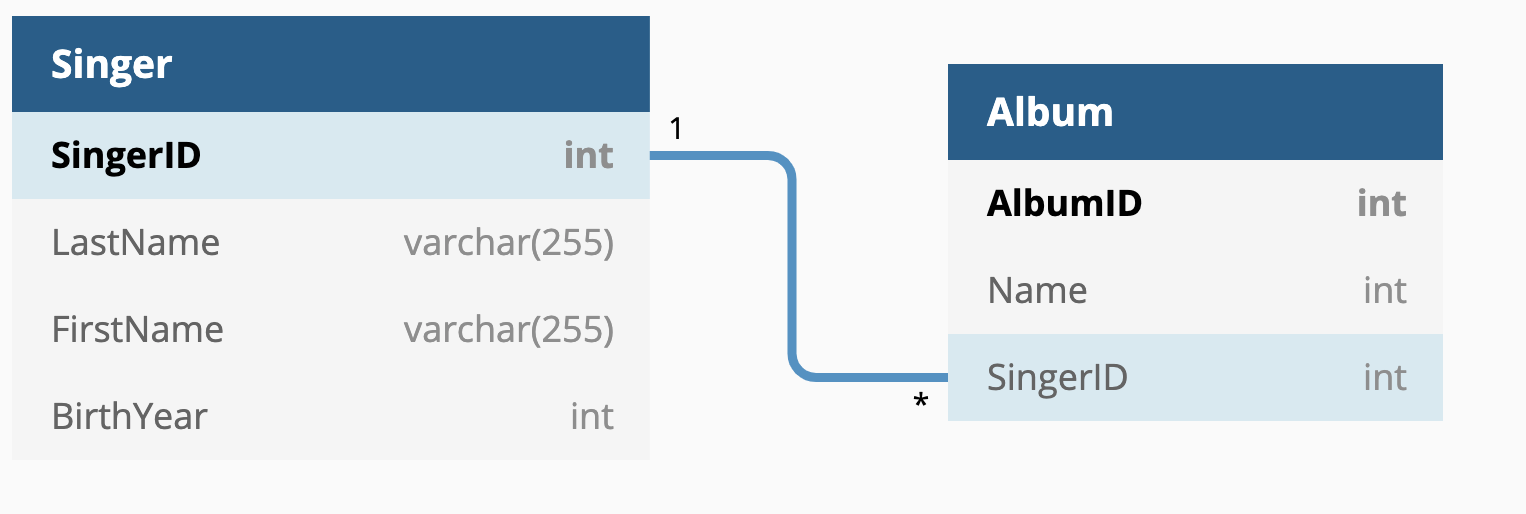 Singer
SingerID int
LastName varchar(255)
FirstName varchar(255)
BirthYear int
1
*
Album
AlbumID int
Name int
SingerID int